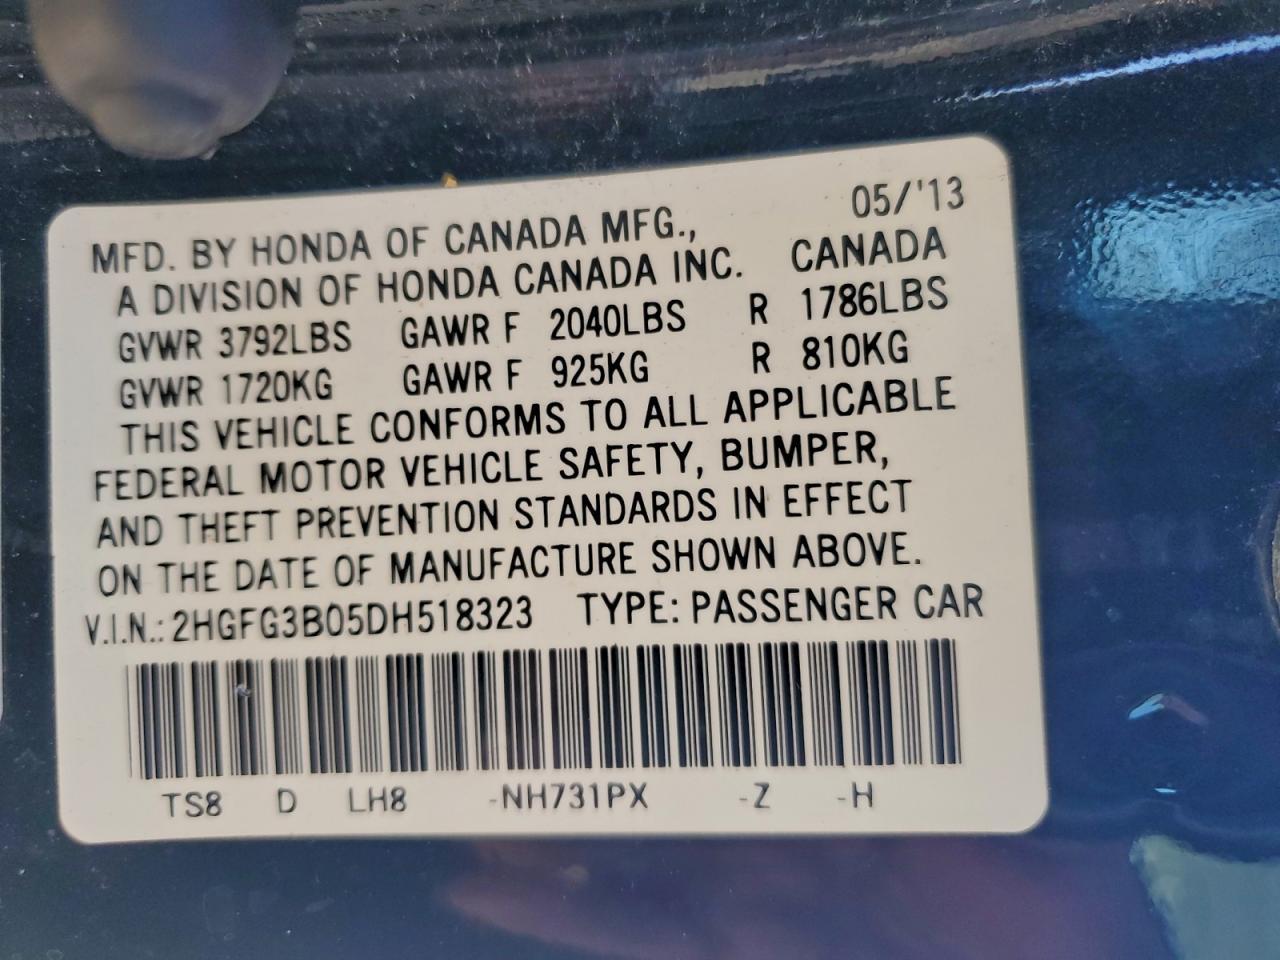 05/'13
MFD. BY HONDA OF CANADA MFG.,
A DIVISION OF HONDA CANADA INC. CANADA
GVWR 3792LBS GAWR F 2040LBS R 1786LBS
GVWR 1720KG GAWR F 925KG R 810KG
THIS VEHICLE CONFORMS TO ALL APPLICABLE
FEDERAL MOTOR VEHICLE SAFETY, BUMPER,
AND THEFT PREVENTION STANDARDS IN EFFECT
ON THE DATE OF MANUFACTURE SHOWN ABOVE.
V.I.N.: 2HGFG3B05DH518323 TYPE: PASSENGER CAR
TS8 D LH8 -NH731PX -Z -H